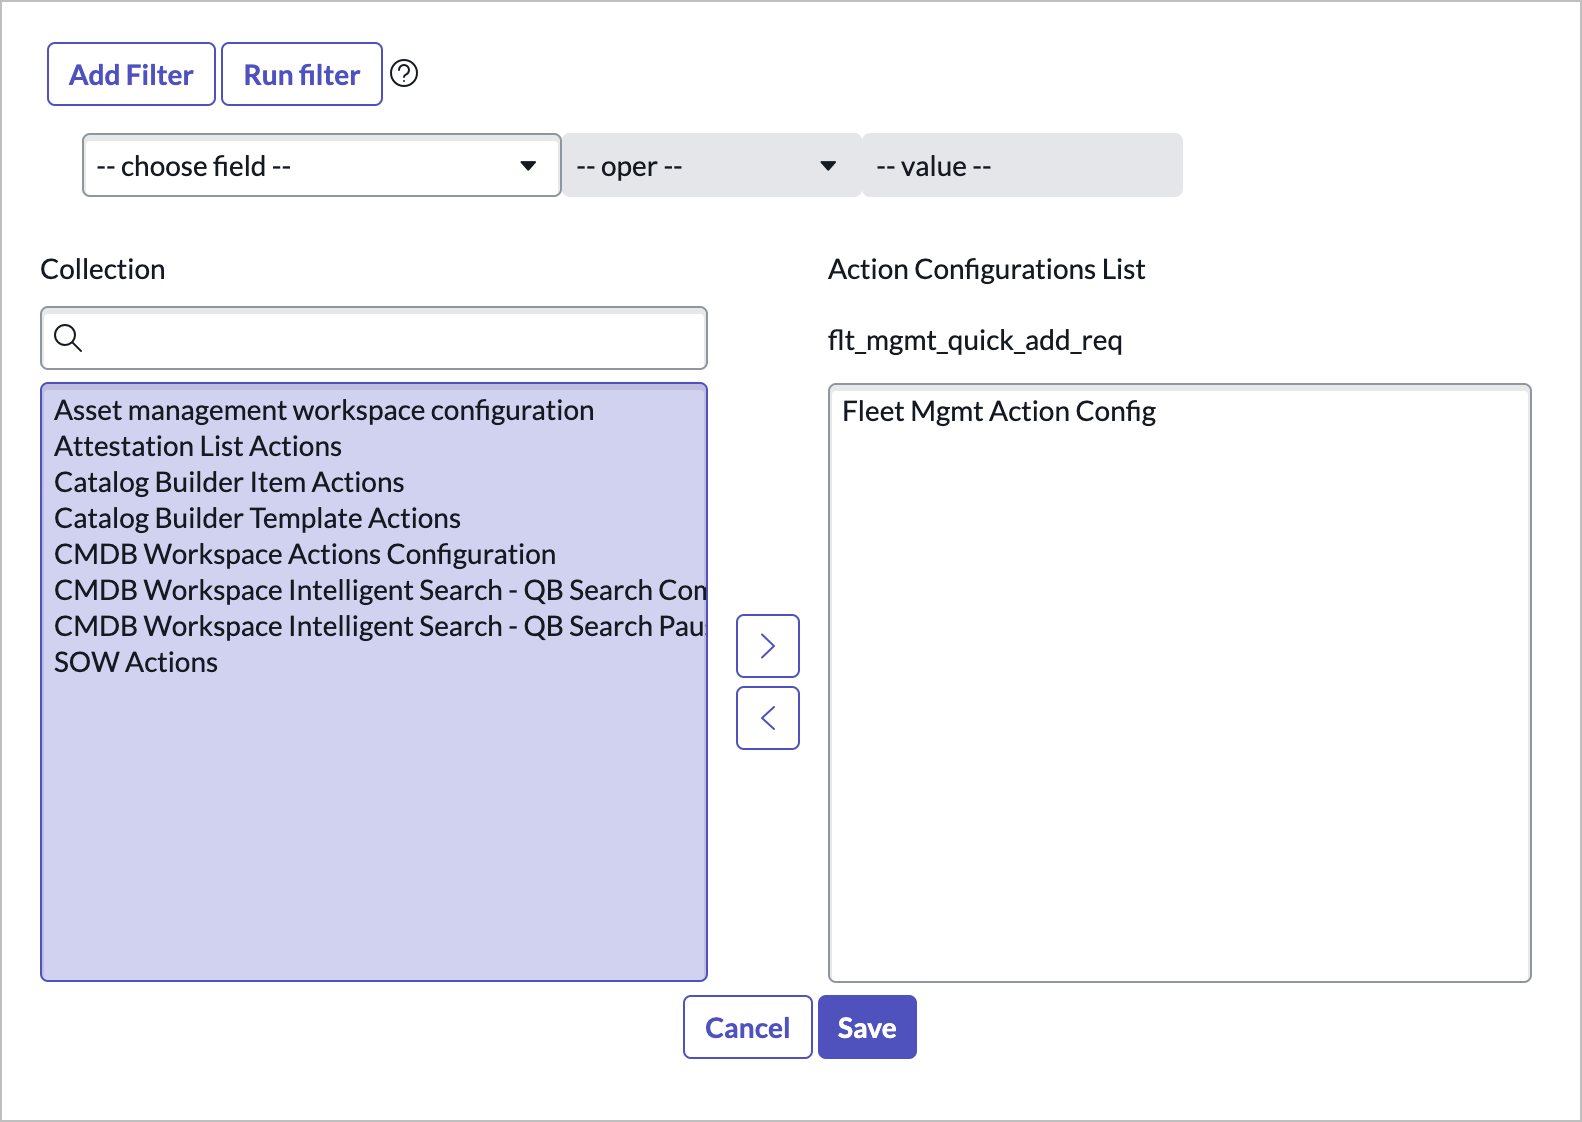 Add Filter Run filter ?
-- choose field -- -- oper -- -- value --
Collection
Action Configurations List
flt_mgmt_quick_add_req
Asset management workspace configuration
Attestation List Actions
Catalog Builder Item Actions
Catalog Builder Template Actions
CMDB Workspace Actions Configuration
CMDB Workspace Intelligent Search - QB Search
CMDB Workspace Intelligent Search - QB Search
SOW Actions
Fleet Mgmt Action Config
>
<
Cancel Save